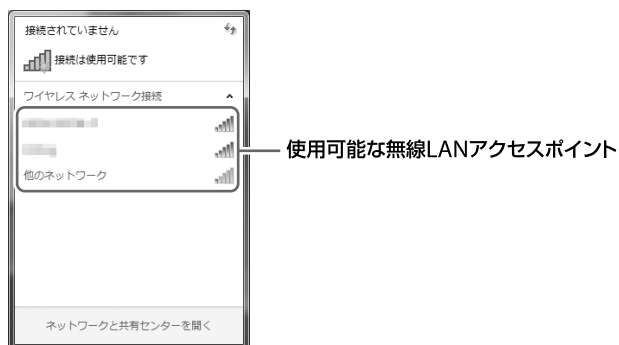 接続されていません
接続は使用可能です
ワイヤレス ネットワーク接続
他のネットワーク
使用可能な無線LANアクセスポイント
ネットワークと共有センターを開く